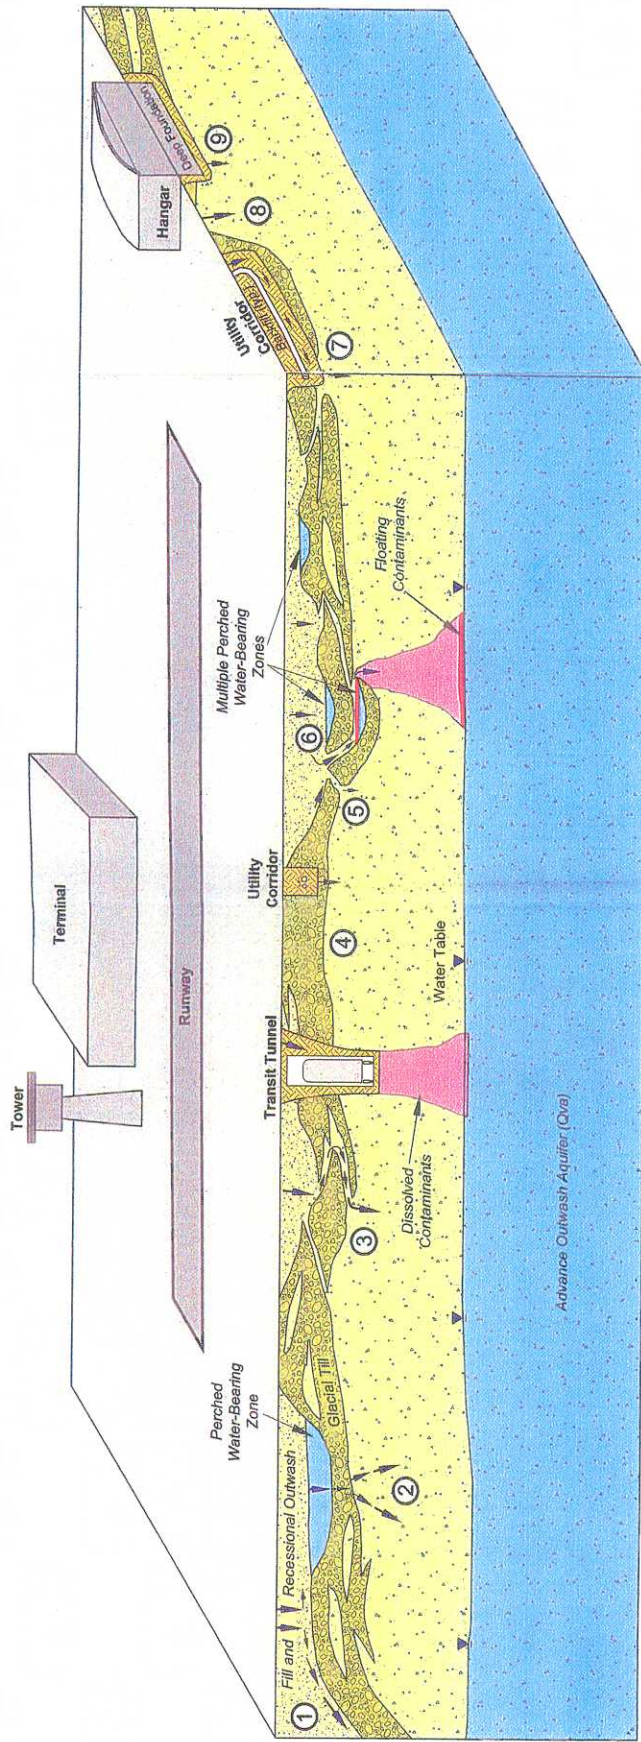 Tower
Terminal
Runway
Hangar
Deep Foundation
Utility
Corridor
Backfill (typ.)
Perched
Water-Bearing
Zone
Multiple Perched
Water-Bearing
Zones
Transit Tunnel
Utility
Corridor
Fill and Recessional Outwash
Glacial Till
1
2
3
4
5
6
7
8
9
Dissolved
Contaminants
Floating
Contaminants
Water Table
Advance Outwash Aquifer (Qva)